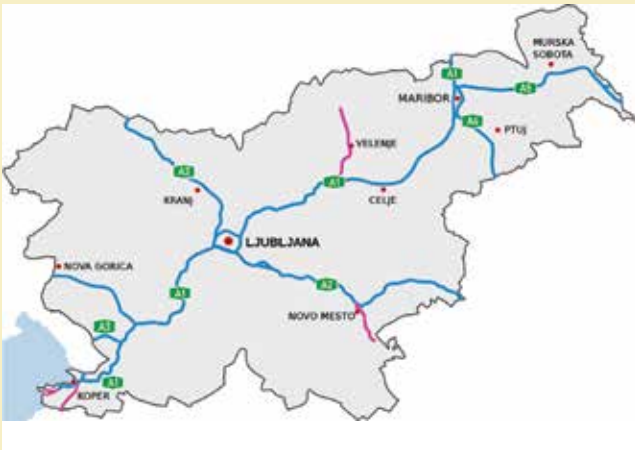 MURSKA
SOBOTA
A1
A5
MARIBOR
A4
PTUJ
VELENJE
A2
A1
KRANJ
CELJE
LJUBLJANA
NOVA GORICA
A1
A2
NOVO MESTO
A3
A1
KOPER